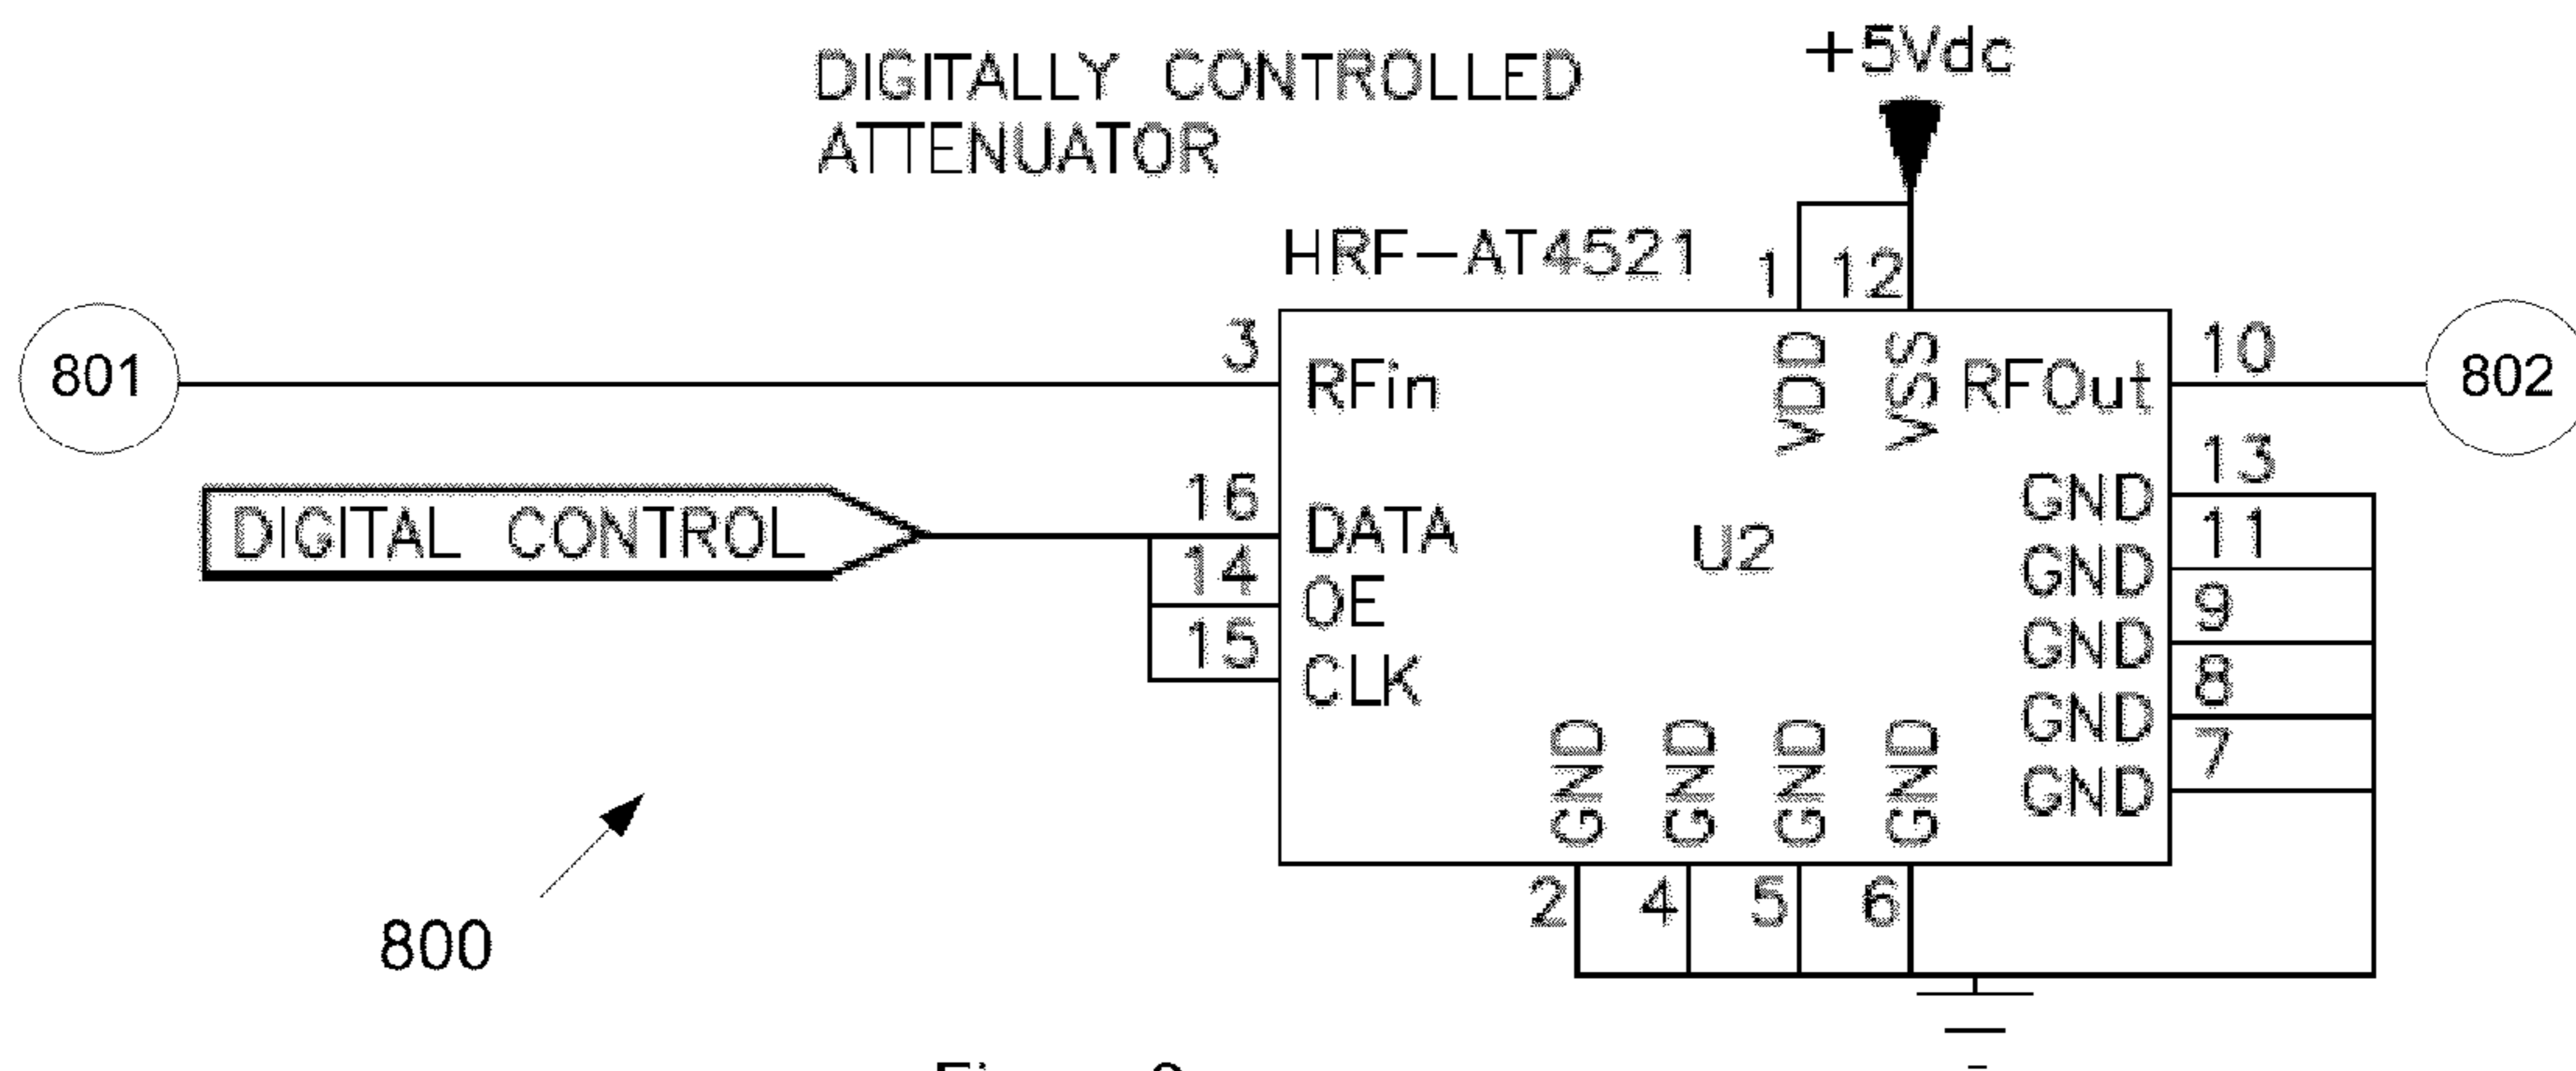 DIGITALLY CONTROLLED
ATTENUATOR
+5Vdc
HRF-AT4521
1
12
801
3
RFin
VDD
VSS
RFOut
10
802
DIGITAL CONTROL
16
DATA
14
OE
15
CLK
U2
13
GND
11
GND
9
GND
8
GND
7
GND
GND
GND
GND
GND
2
4
5
6
800